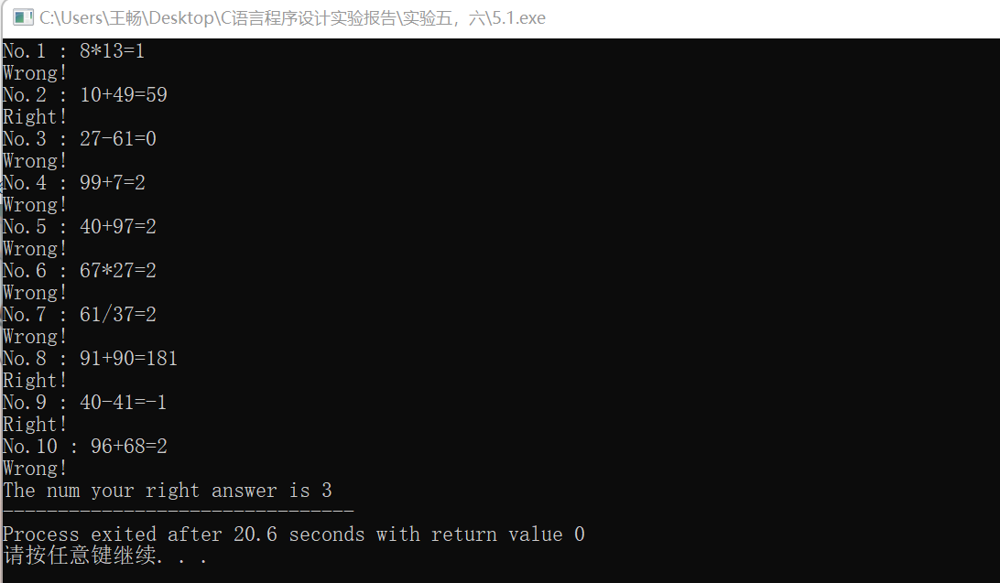 C:\Users\王畅\Desktop\C语言程序设计实验报告\实验五，六\5.1.exe
No.1 : 8*13=1
Wrong!
No.2 : 10+49=59
Right!
No.3 : 27-61=0
Wrong!
No.4 : 99+7=2
Wrong!
No.5 : 40+97=2
Wrong!
No.6 : 67*27=2
Wrong!
No.7 : 61/37=2
Wrong!
No.8 : 91+90=181
Right!
No.9 : 40-41=-1
Right!
No.10 : 96+68=2
Wrong!
The num your right answer is 3
--------------------------------
Process exited after 20.6 seconds with return value 0
请按任意键继续. . .